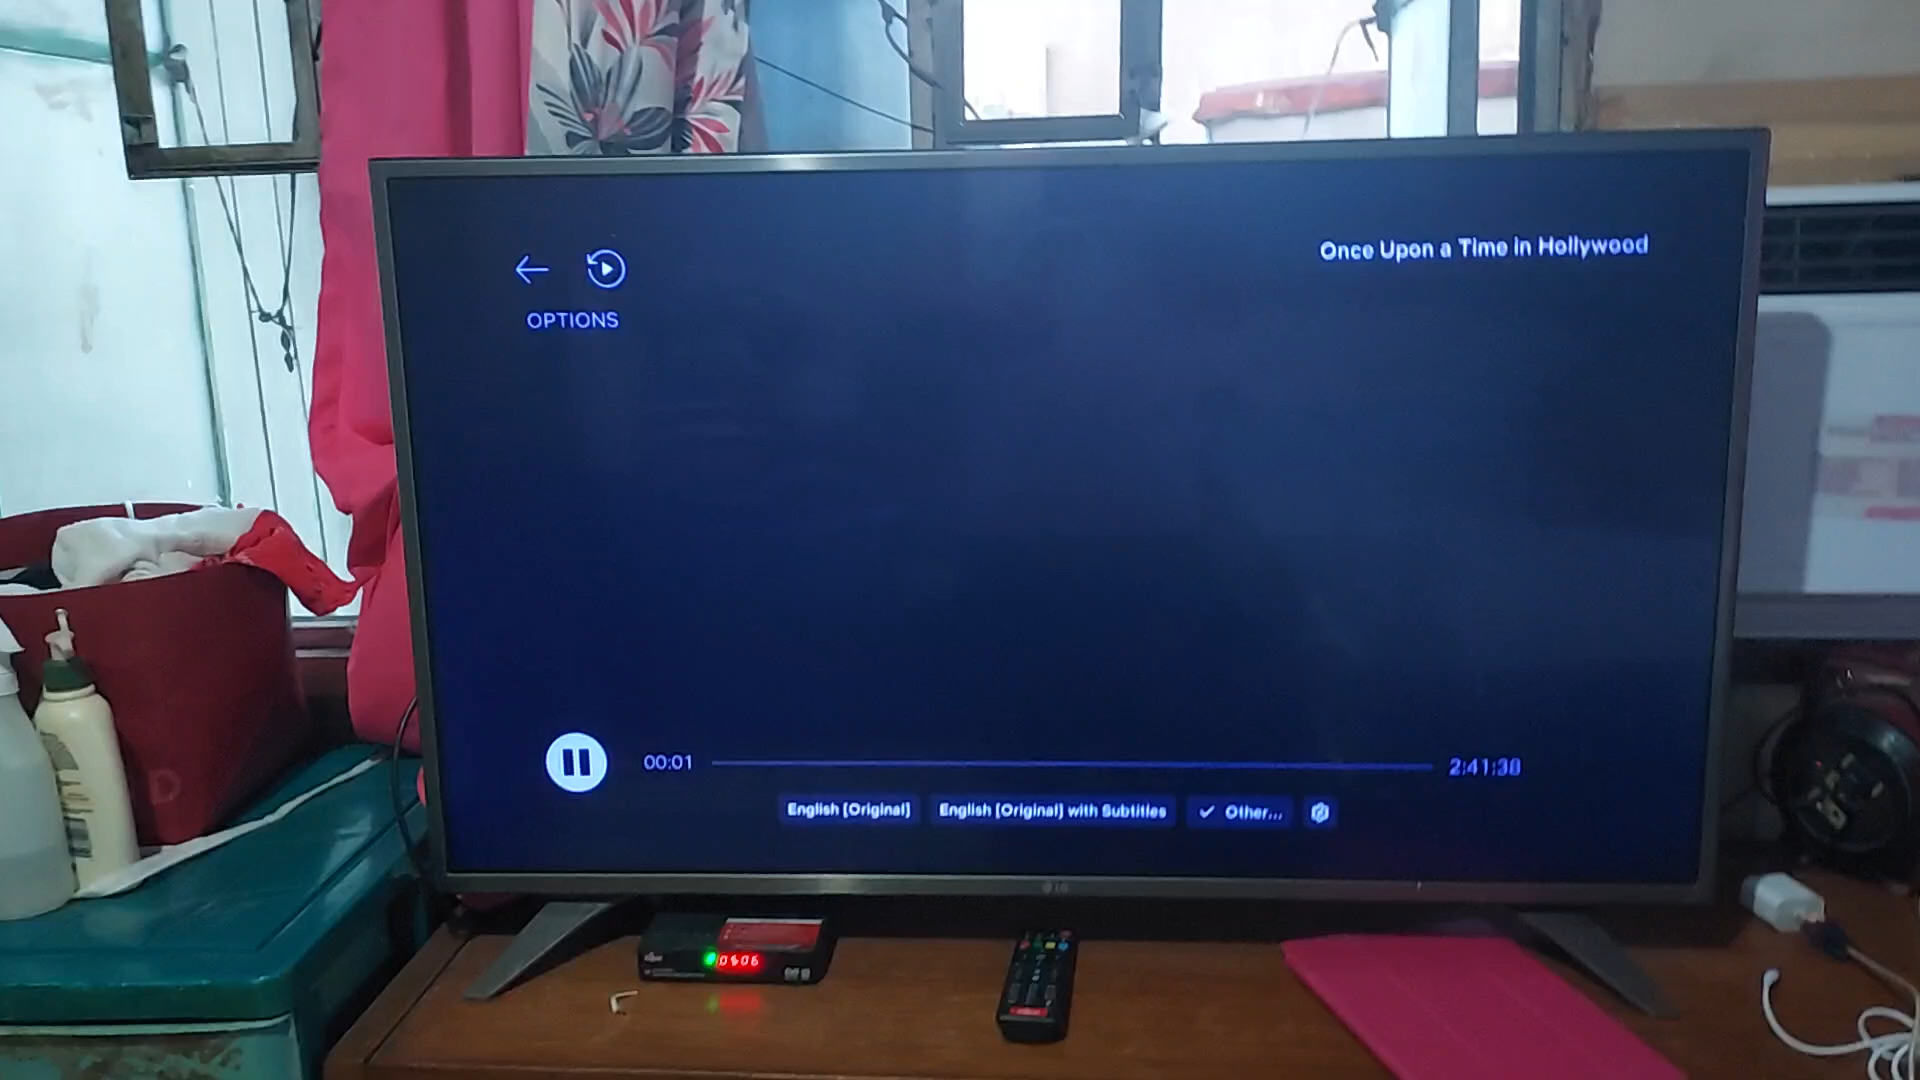 Once Upon a Time in Hollywood
OPTIONS
00:01
2:41:38
English [Original]
English [Original] with Subtitles
Other...
LG